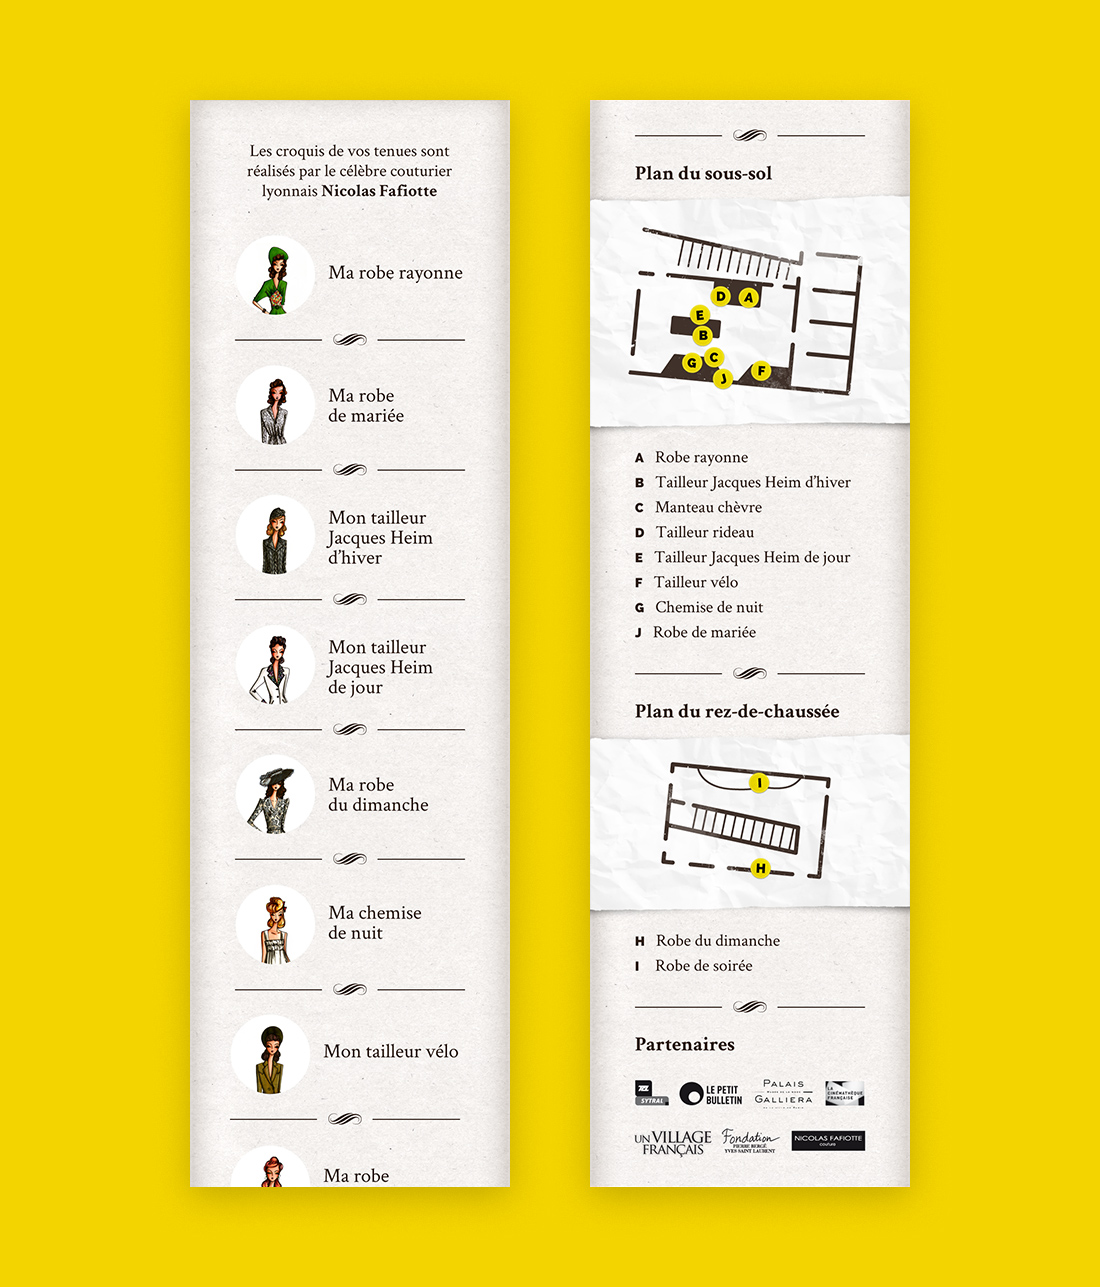 Les croquis de vos tenues sont
réalisés par le célèbre couturier
lyonnais Nicolas Fafiotte
Ma robe rayonne
Ma robe
de mariée
Mon tailleur
Jacques Heim
d’hiver
Mon tailleur
Jacques Heim
de jour
Ma robe
du dimanche
Ma chemise
de nuit
Mon tailleur vélo
Ma robe
Plan du sous-sol
D A
E
B
G C
J F
A Robe rayonne
B Tailleur Jacques Heim d’hiver
C Manteau chèvre
D Tailleur rideau
E Tailleur Jacques Heim de jour
F Tailleur vélo
G Chemise de nuit
J Robe de mariée
Plan du rez-de-chaussée
I
H
H Robe du dimanche
I Robe de soirée
Partenaires
SYTRAL
LE PETIT
BULLETIN
PALAIS
GALLIERA
LA
CINÉMATHÈQUE
FRANÇAISE
UN VILLAGE
FRANÇAIS
Fondation
PIERRE BERGÉ
YVES SAINT LAURENT
NICOLAS FAFIOTTE
couture